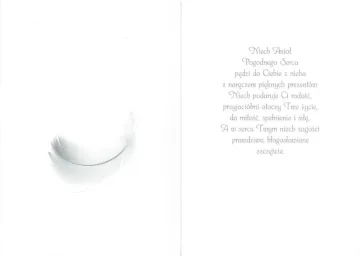 Niech Anioł
Pogodnego Serca
pędzi do Ciebie z nieba
z naręczem pięknych prezentów.
Niech podaruje Ci radość,
przyjaźnią otoczy Twe życie,
da miłość, spełnienie i siłę.
A w sercu Twym niech zagości
prawdziwe, błogosławione
szczęście.